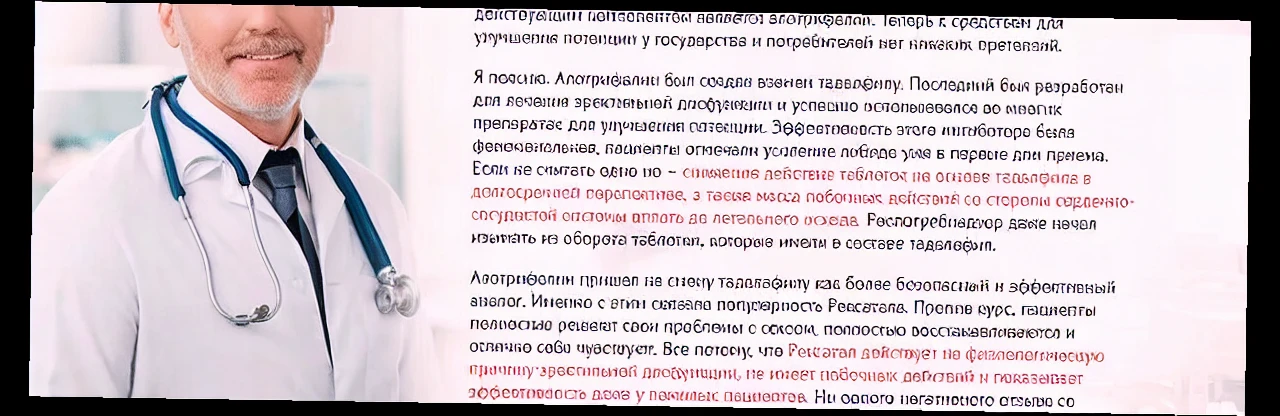 действующим компонентом является злотрифелин. Теперь к средствам для
улучшения потенции у государства и потребителей нет никаких претензий.
Я поясню. был создан взамен тадалафилу. Последний был разработан
для лечения эректильной дисфункции и успешно использовался во многих
препаратах для улучшения потенции. Эффективность этого ингибитора была
феноменальная, пациенты отмечали усиление либидо уже в первые дни приема.
Если не считать одно но – снижение действие таблеток на основе тадалафила в
долгосрочной перспективе, а также масса побочных действий со стороны сердечно-
сосудистой системы вплоть до летального исхода. Роспотребнадзор даже начал
изымать из оборота таблетки, которые имели в составе тадалафил.
пришел на смену тадалафилу как более безопасный и эффективный
аналог. Именно с этим связана популярность Рексатала. Пропив курс, пациенты
полностью решают свои проблемы с сексом, полностью восстанавливаются и
отлично себя чувствуют. Все потому, что Рексатал действует на физиологическую
причину эректильной дисфункции, не имеет побочных действий и показывает
эффективность даже у пожилых пациентов. Ни одного негативного отзыва со